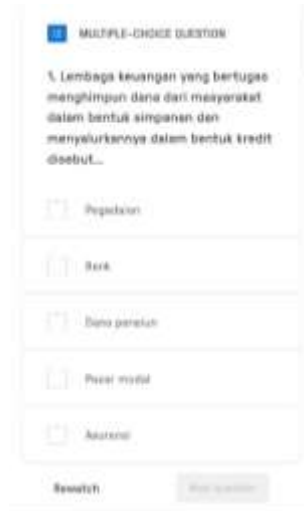 MULTIPLE-CHOICE QUESTION
1. Lembaga keuangan yang bertugas
menghimpun dana dari masyarakat
dalam bentuk simpanan dan
menyalurkannya dalam bentuk kredit
disebut...
Pegadaian
Bank
Dana pensiun
Pasar modal
Asuransi
Rewatch